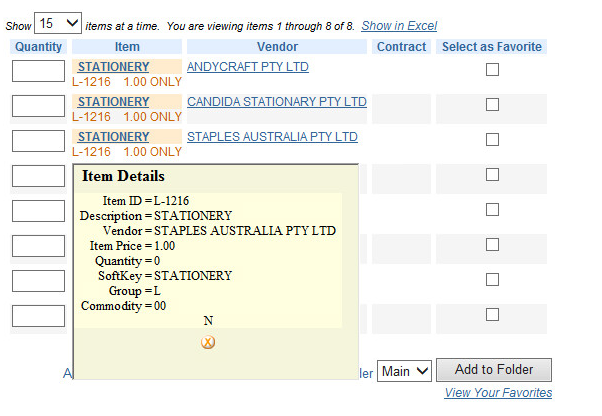 Show 15 items at a time. You are viewing items 1 through 8 of 8. Show in Excel
Quantity Item Vendor Contract Select as Favorite
STATIONERY ANDYCRAFT PTY LTD
L-1216 1.00 ONLY
STATIONERY CANDIDA STATIONARY PTY LTD
L-1216 1.00 ONLY
STATIONERY STAPLES AUSTRALIA PTY LTD
L-1216 1.00 ONLY
Item Details
Item ID = L-1216
Description = STATIONERY
Vendor = STAPLES AUSTRALIA PTY LTD
Item Price = 1.00
Quantity = 0
SoftKey = STATIONERY
Group = L
Commodity = 00
N
A ler Main Add to Folder
View Your Favorites